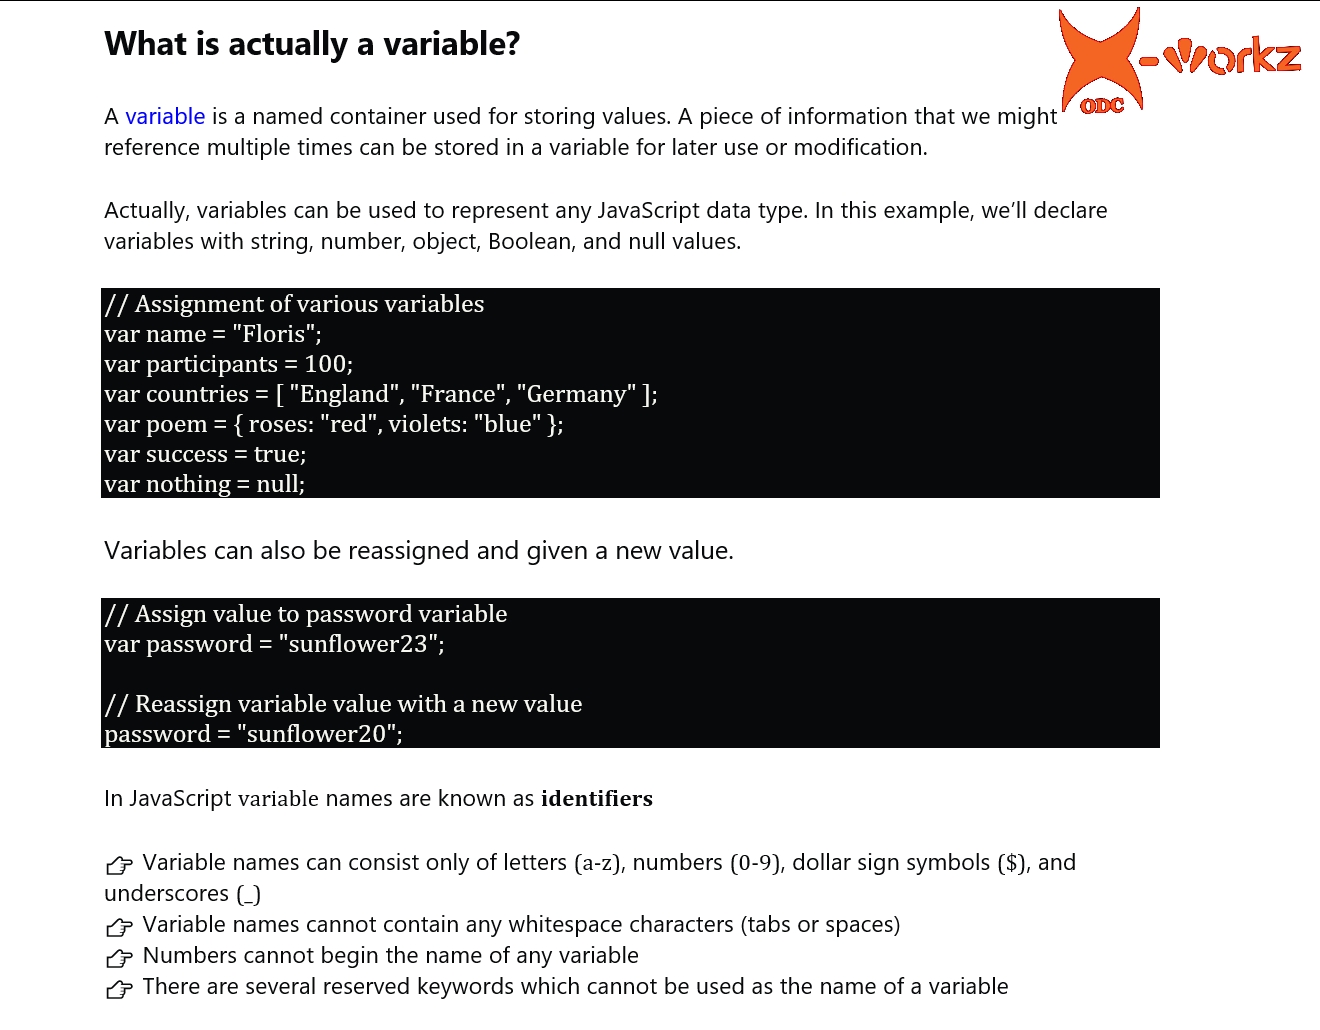 What is actually a variable?
X-workz
ODC
A variable is a named container used for storing values. A piece of information that we might
reference multiple times can be stored in a variable for later use or modification.
Actually, variables can be used to represent any JavaScript data type. In this example, we’ll declare
variables with string, number, object, Boolean, and null values.
// Assignment of various variables
var name = "Floris";
var participants = 100;
var countries = [ "England", "France", "Germany" ];
var poem = { roses: "red", violets: "blue" };
var success = true;
var nothing = null;
Variables can also be reassigned and given a new value.
// Assign value to password variable
var password = "sunflower23";
// Reassign variable value with a new value
password = "sunflower20";
In JavaScript variable names are known as identifiers
Variable names can consist only of letters (a-z), numbers (0-9), dollar sign symbols ($), and
underscores (_)
Variable names cannot contain any whitespace characters (tabs or spaces)
Numbers cannot begin the name of any variable
There are several reserved keywords which cannot be used as the name of a variable